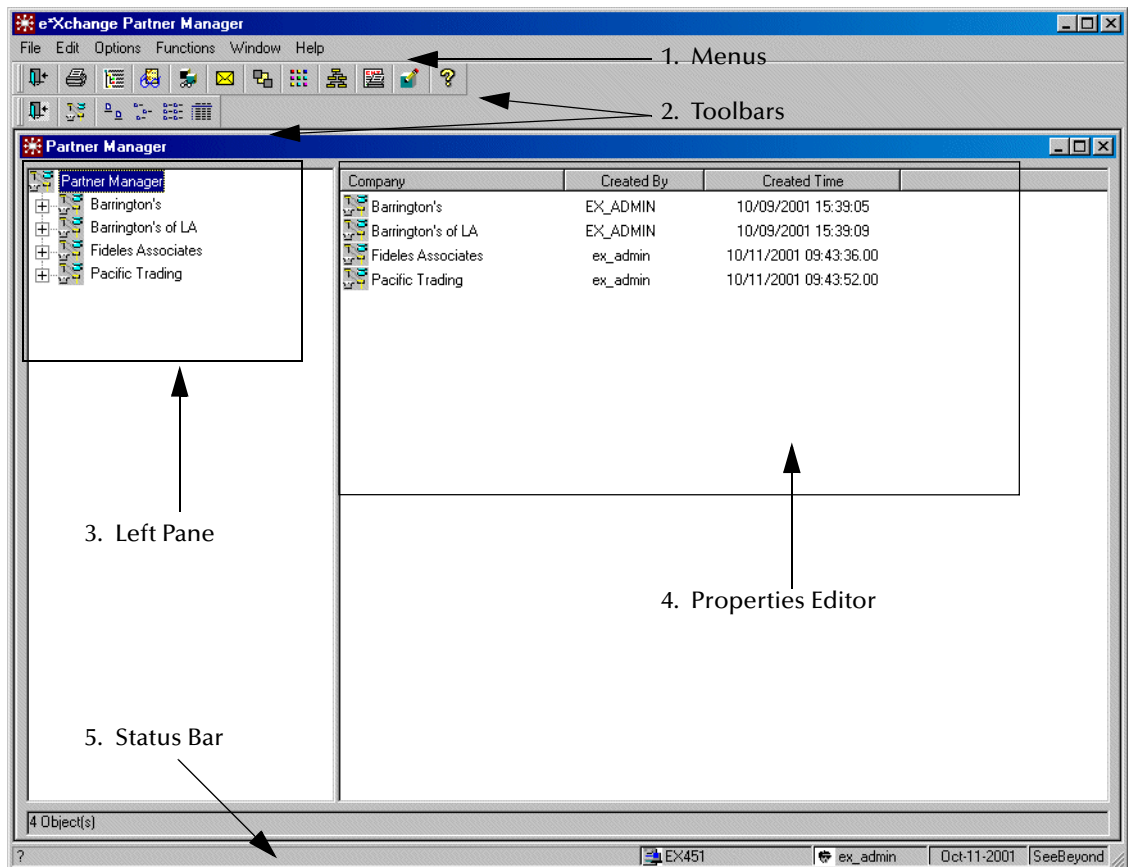 e*Xchange Partner Manager
File Edit Options Functions Window Help
1. Menus
2. Toolbars
Partner Manager
Partner Manager
Barrington's
Barrington's of LA
Fideles Associates
Pacific Trading
Company Created By Created Time
Barrington's EX_ADMIN 10/09/2001 15:39:05
Barrington's of LA EX_ADMIN 10/09/2001 15:39:09
Fideles Associates ex_admin 10/11/2001 09:43:36.00
Pacific Trading ex_admin 10/11/2001 09:43:52.00
3. Left Pane
4. Properties Editor
5. Status Bar
4 Object(s)
? EX451 ex_admin Oct-11-2001 SeeBeyond